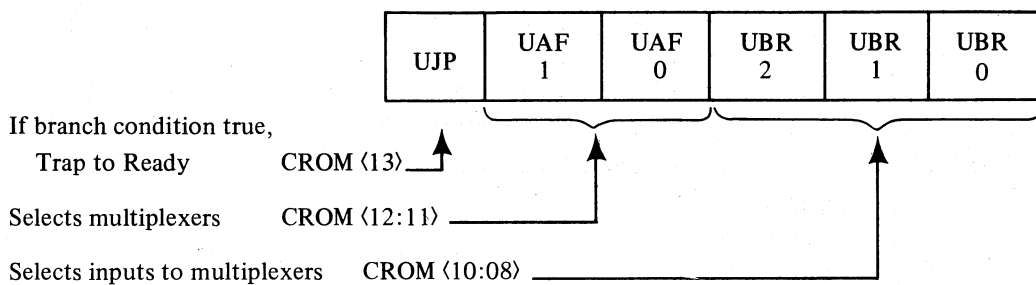 UJP UAF 1 UAF 0 UBR 2 UBR 1 UBR 0
If branch condition true,
Trap to Ready CROM ⟨13⟩
Selects multiplexers CROM ⟨12:11⟩
Selects inputs to multiplexers CROM ⟨10:08⟩